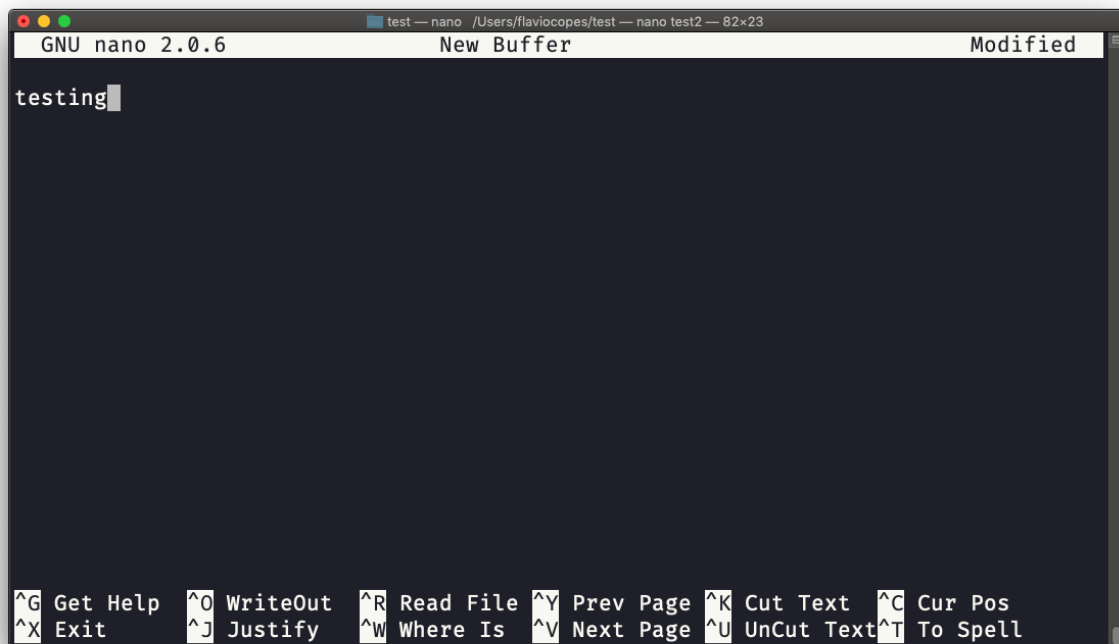 test — nano /Users/flaviocopes/test — nano test2 — 82×23
GNU nano 2.0.6 New Buffer Modified
testing
^G Get Help ^O WriteOut ^R Read File ^Y Prev Page ^K Cut Text ^C Cur Pos
^X Exit ^J Justify ^W Where Is ^V Next Page ^U UnCut Text^T To Spell